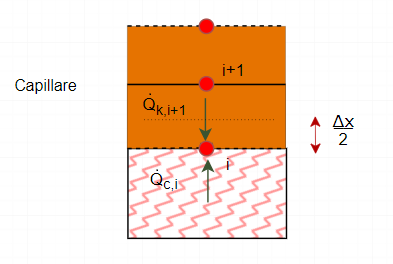 i+1
Capillare
Q̇k,i+1
Δx
2
i
Q̇c,i